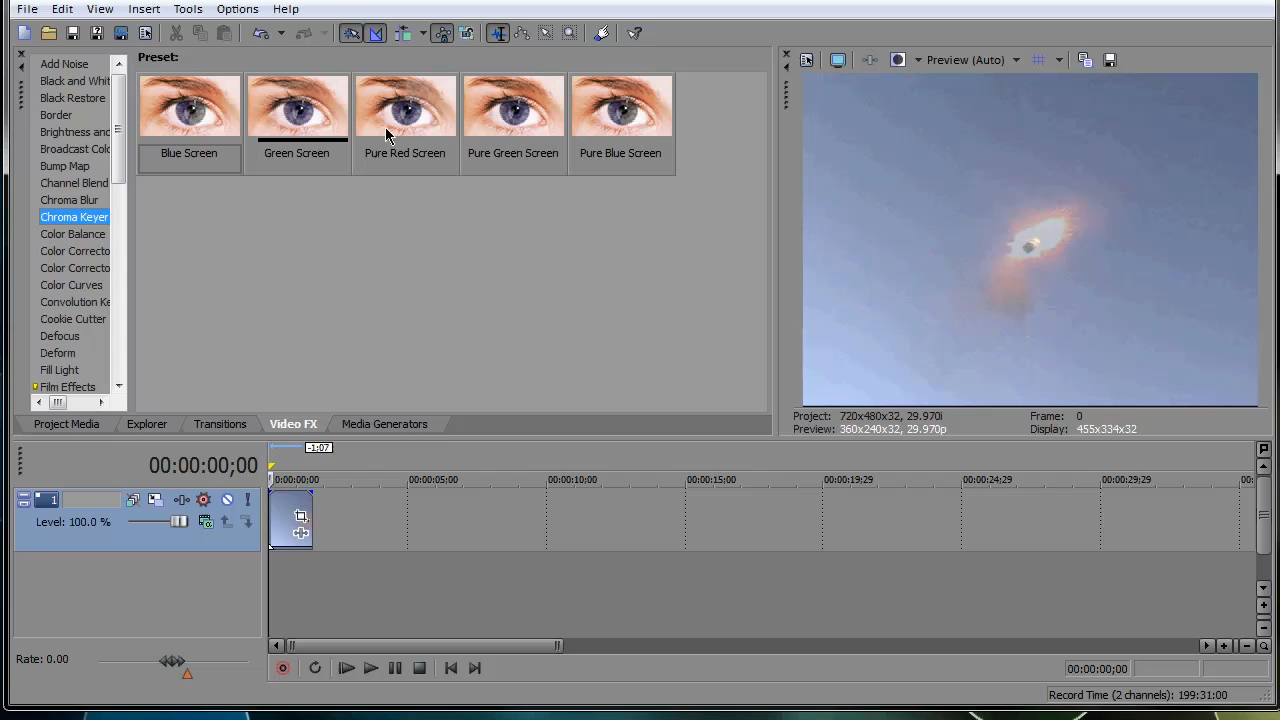 File Edit View Insert Tools Options Help
Preset:
Add Noise
Black and Whit
Black Restore
Border
Brightness and
Broadcast Colo
Bump Map
Channel Blend
Chroma Blur
Chroma Keyer
Color Balance
Color Correcto
Color Correcto
Color Curves
Convolution Ke
Cookie Cutter
Defocus
Deform
Fill Light
Film Effects
Blue Screen Green Screen Pure Red Screen Pure Green Screen Pure Blue Screen
Preview (Auto)
Project: 720x480x32, 29.970i Frame: 0
Preview: 360x240x32, 29.970p Display: 455x334x32
Project Media Explorer Transitions Video FX Media Generators
-1:07
00:00:00;00
0:00:00;00 00:00:05;00 00:00:10;00 00:00:15;00 00:00:19;29 00:00:24;29 00:00:29;29 00:
1
Level: 100.0 %
Rate: 0.00
00:00:00;00
Record Time (2 channels): 199:31:00